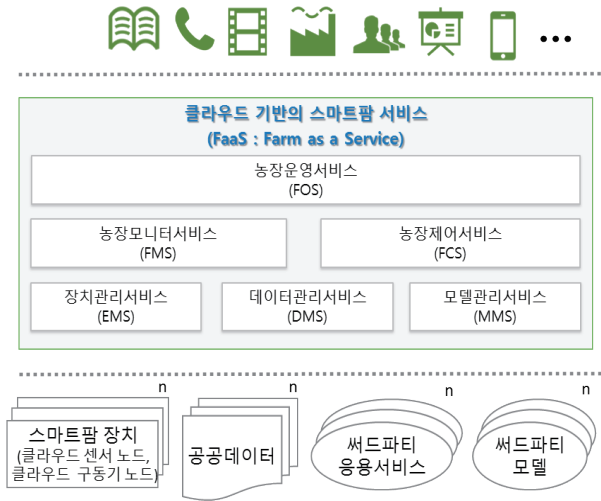 ...
클라우드 기반의 스마트팜 서비스
(FaaS : Farm as a Service)
농장운영서비스
(FOS)
농장모니터서비스
(FMS)
농장제어서비스
(FCS)
장치관리서비스
(EMS)
데이터관리서비스
(DMS)
모델관리서비스
(MMS)
n
스마트팜 장치
(클라우드 센서 노드,
클라우드 구동기 노드)
n
공공데이터
n
써드파티
응용서비스
n
써드파티
모델